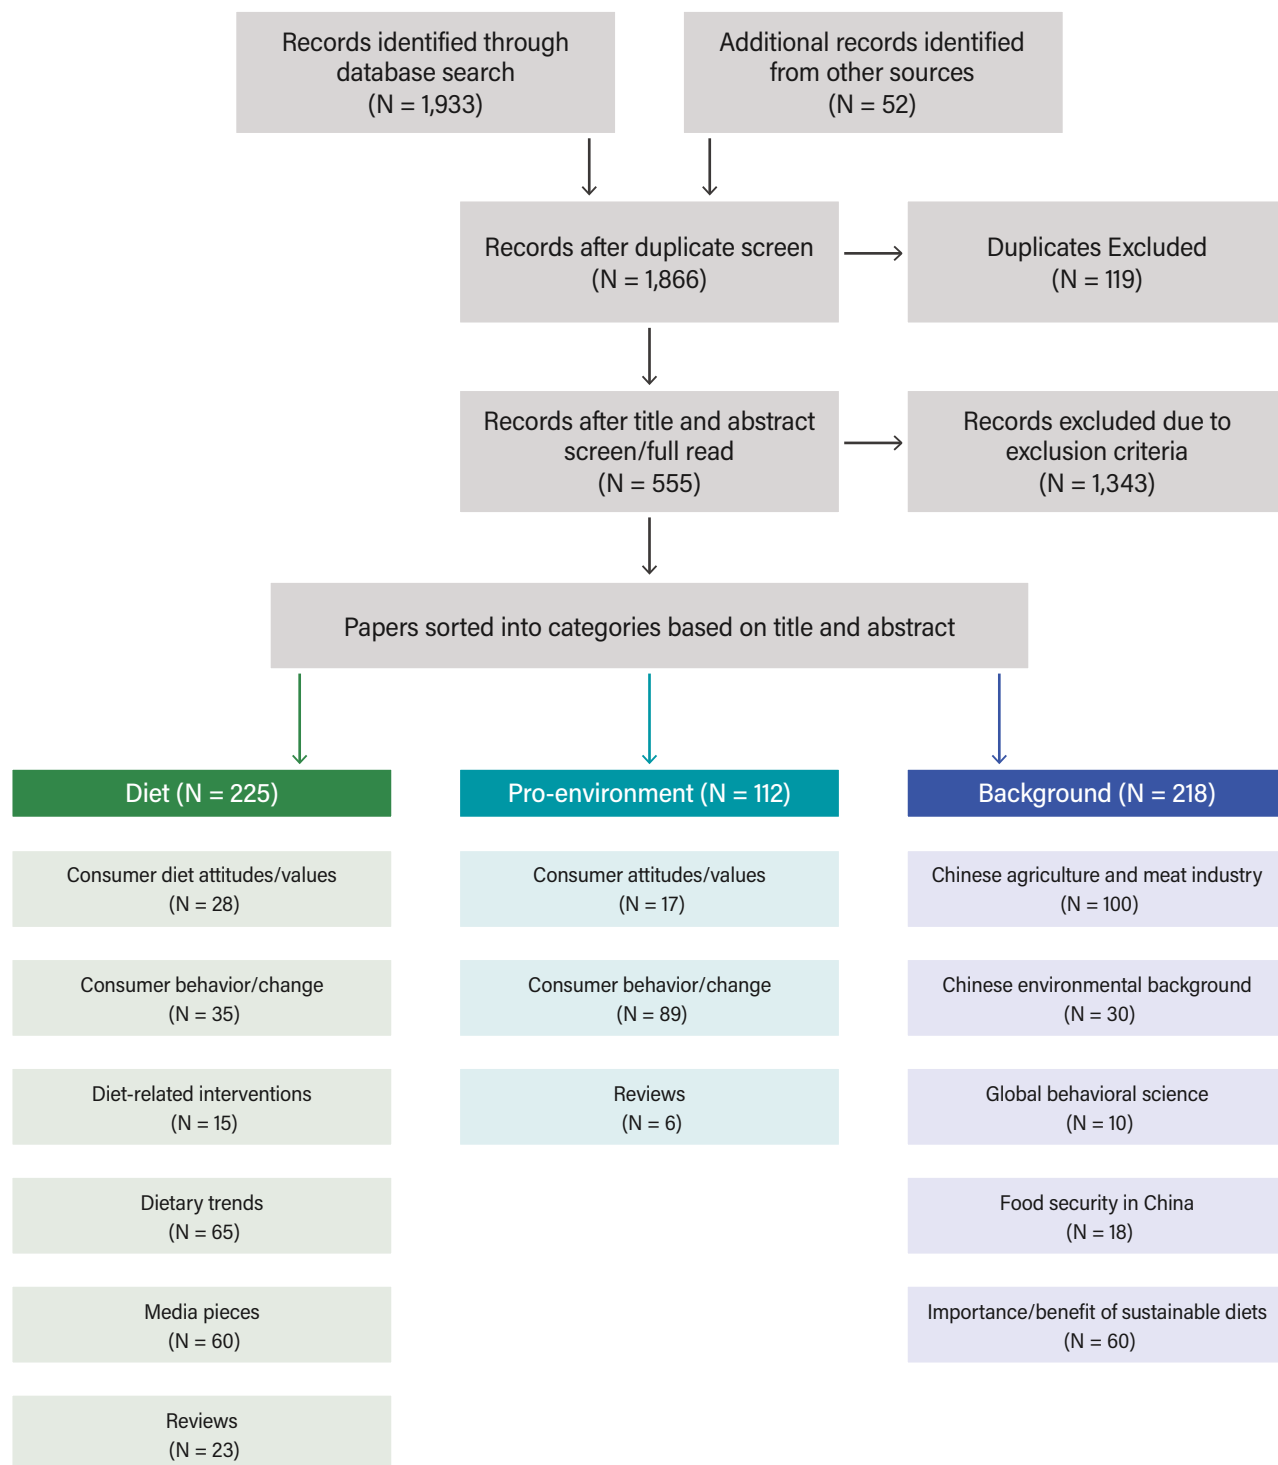 Records identified through
database search
(N = 1,933)
Additional records identified
from other sources
(N = 52)
Records after duplicate screen
(N = 1,866)
Duplicates Excluded
(N = 119)
Records after title and abstract
screen/full read
(N = 555)
Records excluded due to
exclusion criteria
(N = 1,343)
Papers sorted into categories based on title and abstract
Diet (N = 225)
Consumer diet attitudes/values
(N = 28)
Consumer behavior/change
(N = 35)
Diet-related interventions
(N = 15)
Dietary trends
(N = 65)
Media pieces
(N = 60)
Reviews
(N = 23)
Pro-environment (N = 112)
Consumer attitudes/values
(N = 17)
Consumer behavior/change
(N = 89)
Reviews
(N = 6)
Background (N = 218)
Chinese agriculture and meat industry
(N = 100)
Chinese environmental background
(N = 30)
Global behavioral science
(N = 10)
Food security in China
(N = 18)
Importance/benefit of sustainable diets
(N = 60)